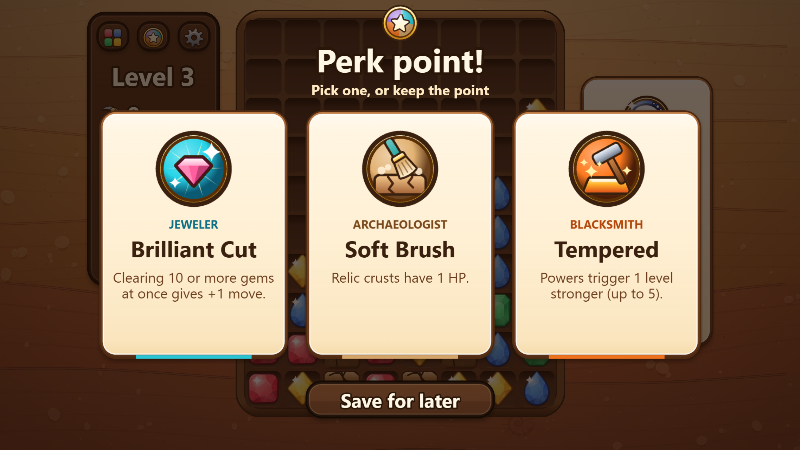 Level 3
Perk point!
Pick one, or keep the point
JEWELER
Brilliant Cut
Clearing 10 or more gems
at once gives +1 move.
ARCHAEOLOGIST
Soft Brush
Relic crusts have 1 HP.
BLACKSMITH
Tempered
Powers trigger 1 level
stronger (up to 5).
Save for later